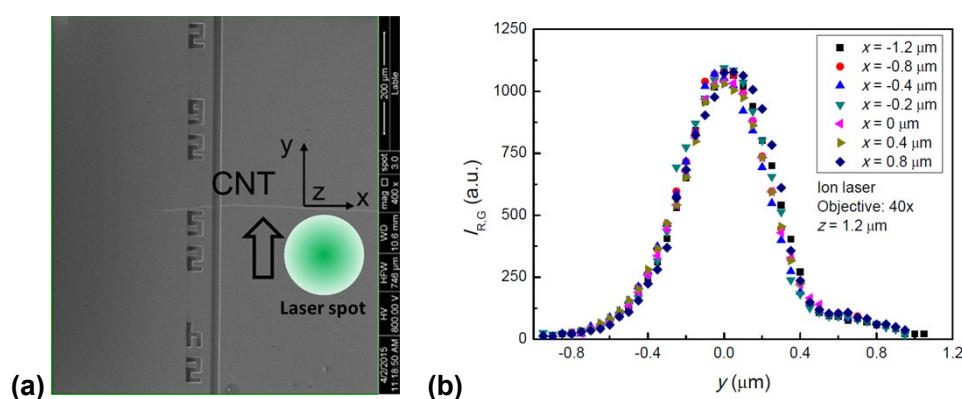 (a)
y
CNT
z
x
Laser spot
200 μm
Lable
spot
3.0
mag □
400 x
WD
10.6 mm
HFW
746 μm
HV
800.00 V
4/2/2015
11:18:50 AM
(b)
1250
1000
750
500
250
0
I_R,G (a.u.)
-0.8
-0.4
0.0
0.4
0.8
1.2
y (μm)
x = -1.2 μm
x = -0.8 μm
x = -0.4 μm
x = -0.2 μm
x = 0 μm
x = 0.4 μm
x = 0.8 μm
Ion laser
Objective: 40x
z = 1.2 μm